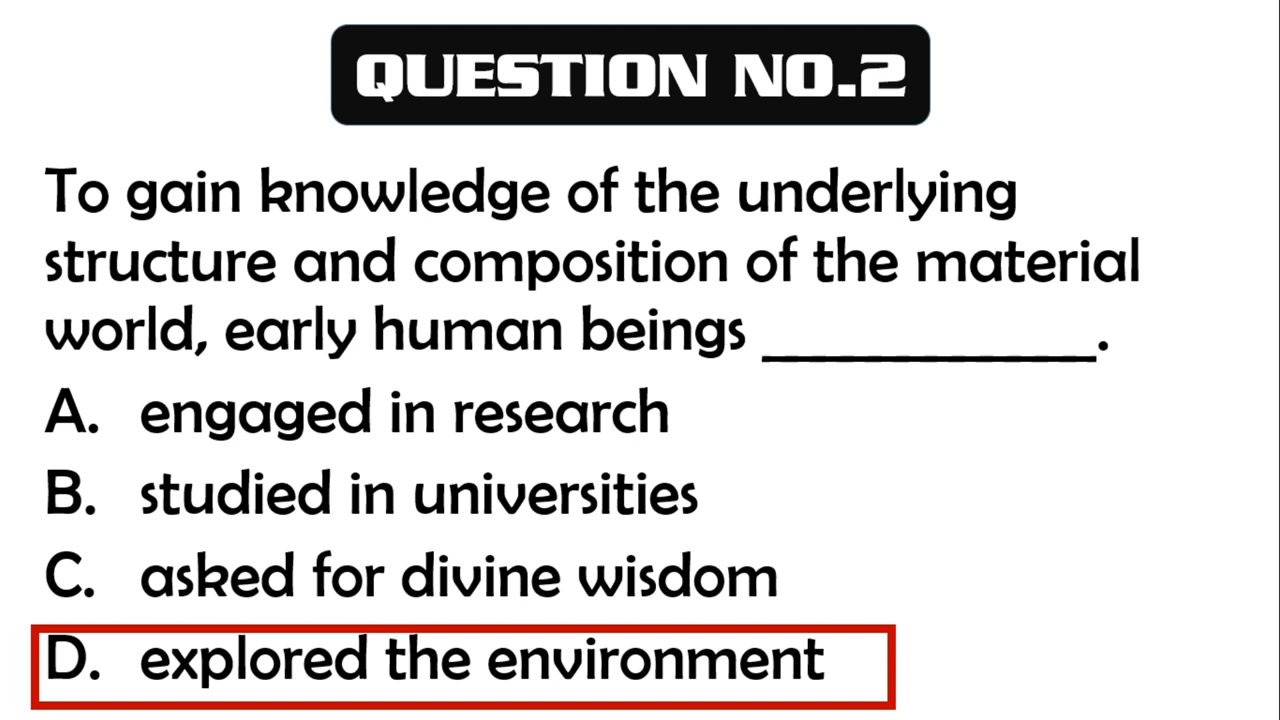 QUESTION NO.2
To gain knowledge of the underlying
structure and composition of the material
world, early human beings _____________.
A. engaged in research
B. studied in universities
C. asked for divine wisdom
D. explored the environment